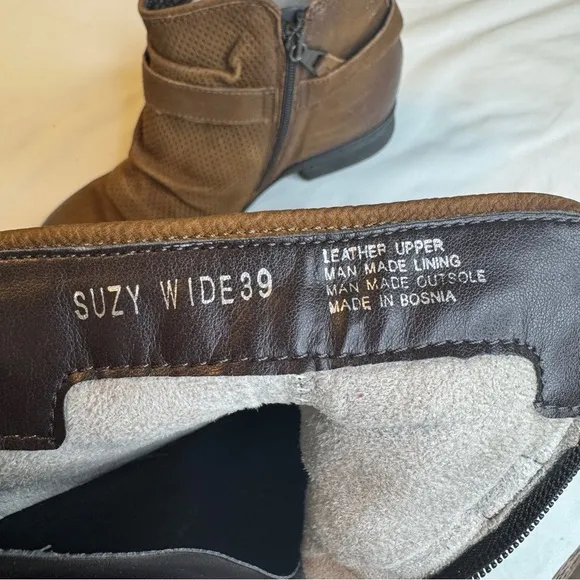 SUZY WIDE39
LEATHER UPPER
MAN MADE LINING
MAN MADE OUTSOLE
MADE IN BOSNIA